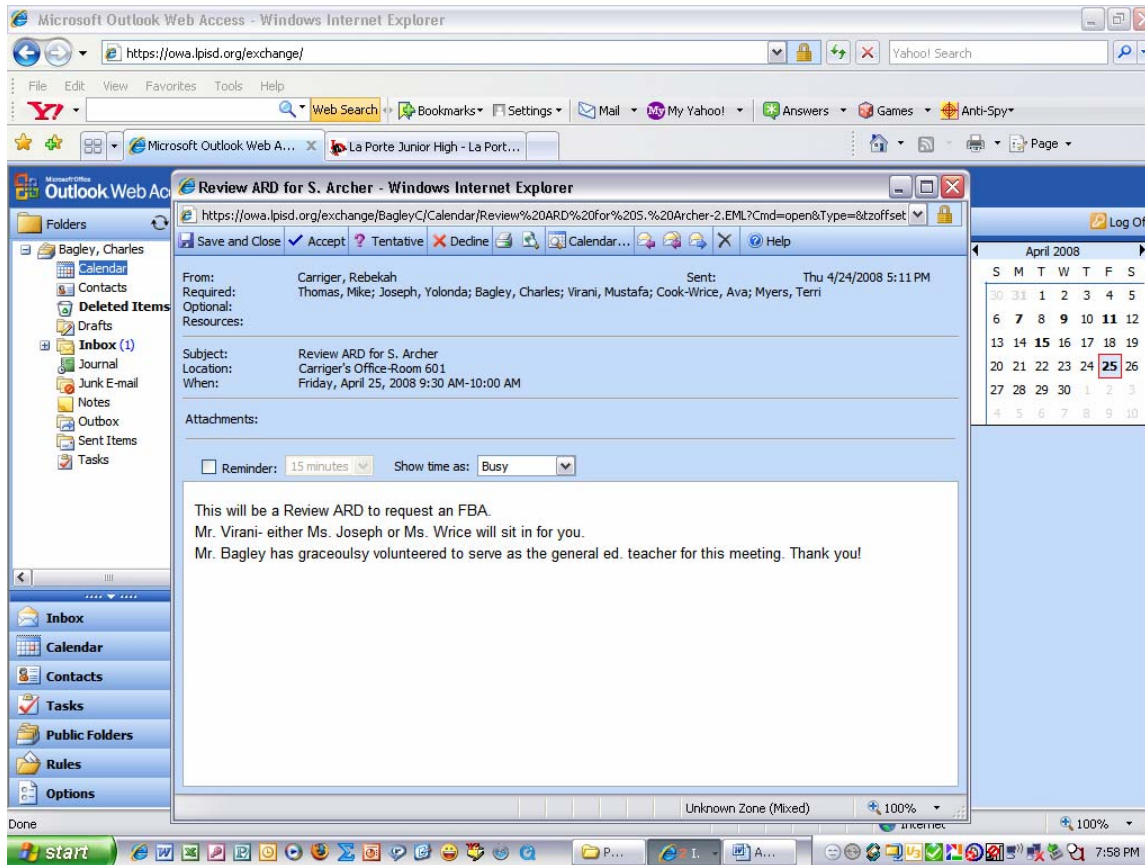 Microsoft Outlook Web Access - Windows Internet Explorer
https://owa.lpisd.org/exchange/
Yahoo! Search
File Edit View Favorites Tools Help
Y! Web Search Bookmarks Settings Mail My My Yahoo! Answers Games Anti-Spy
Microsoft Outlook Web A... X La Porte Junior High - La Port... Page
Microsoft Office
Outlook Web Ac
Review ARD for S. Archer - Windows Internet Explorer
https://owa.lpisd.org/exchange/BagleyC/Calendar/Review%20ARD%20for%20S.%20Archer-2.EML?Cmd=open&Type=&tzoffset
Save and Close Accept ? Tentative Decline Calendar... Help
From: Carriger, Rebekah Sent: Thu 4/24/2008 5:11 PM
Required: Thomas, Mike; Joseph, Yolonda; Bagley, Charles; Virani, Mustafa; Cook-Wrice, Ava; Myers, Terri
Optional:
Resources:
Subject: Review ARD for S. Archer
Location: Carriger's Office-Room 601
When: Friday, April 25, 2008 9:30 AM-10:00 AM
Attachments:
Reminder: 15 minutes Show time as: Busy
This will be a Review ARD to request an FBA.
Mr. Virani- either Ms. Joseph or Ms. Wrice will sit in for you.
Mr. Bagley has graceoulsy volunteered to serve as the general ed. teacher for this meeting. Thank you!
Unknown Zone (Mixed) 100%
Folders
Bagley, Charles
Calendar
Contacts
Deleted Items
Drafts
Inbox (1)
Journal
Junk E-mail
Notes
Outbox
Sent Items
Tasks
Inbox
Calendar
Contacts
Tasks
Public Folders
Rules
Options
Log Of
April 2008
S M T W T F S
30 31 1 2 3 4 5
6 7 8 9 10 11 12
13 14 15 16 17 18 19
20 21 22 23 24 25 26
27 28 29 30 1 2 3
4 5 6 7 8 9 10
Done Internet 100%
start P... I... A... 7:58 PM